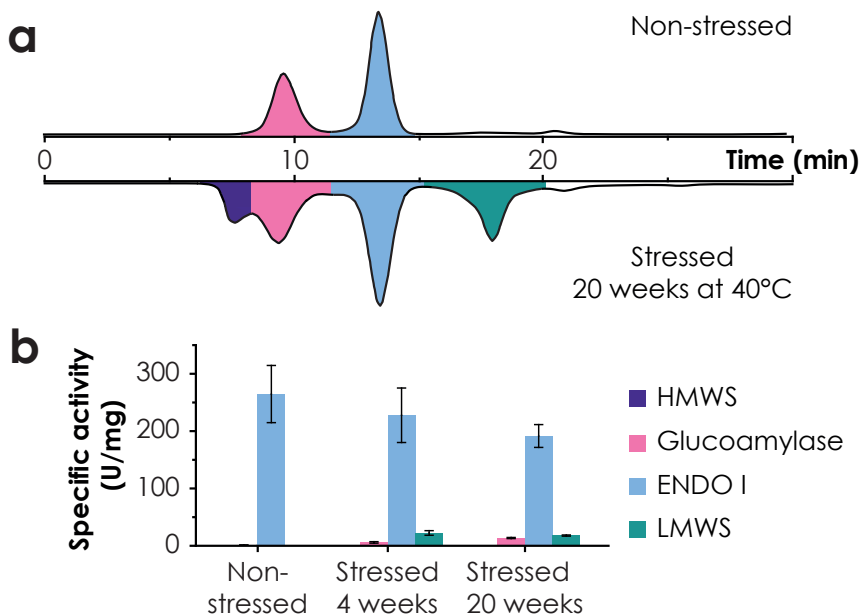 a
Non-stressed
0
10
20
Time (min)
Stressed
20 weeks at 40°C
b
Specific activity
(U/mg)
300
200
100
0
Non-
stressed
Stressed
4 weeks
Stressed
20 weeks
HMWS
Glucoamylase
ENDO I
LMWS